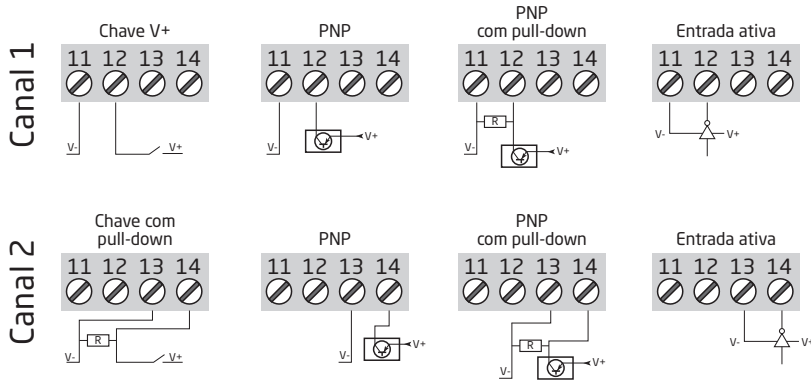 Canal 1
Chave V+
11 12 13 14
V- V+
PNP
11 12 13 14
V- V+
PNP
com pull-down
11 12 13 14
R
V- V+
Entrada ativa
11 12 13 14
V- V+
Canal 2
Chave com
pull-down
11 12 13 14
R
V- V+
PNP
11 12 13 14
V- V+
PNP
com pull-down
11 12 13 14
R
V- V+
Entrada ativa
11 12 13 14
V- V+